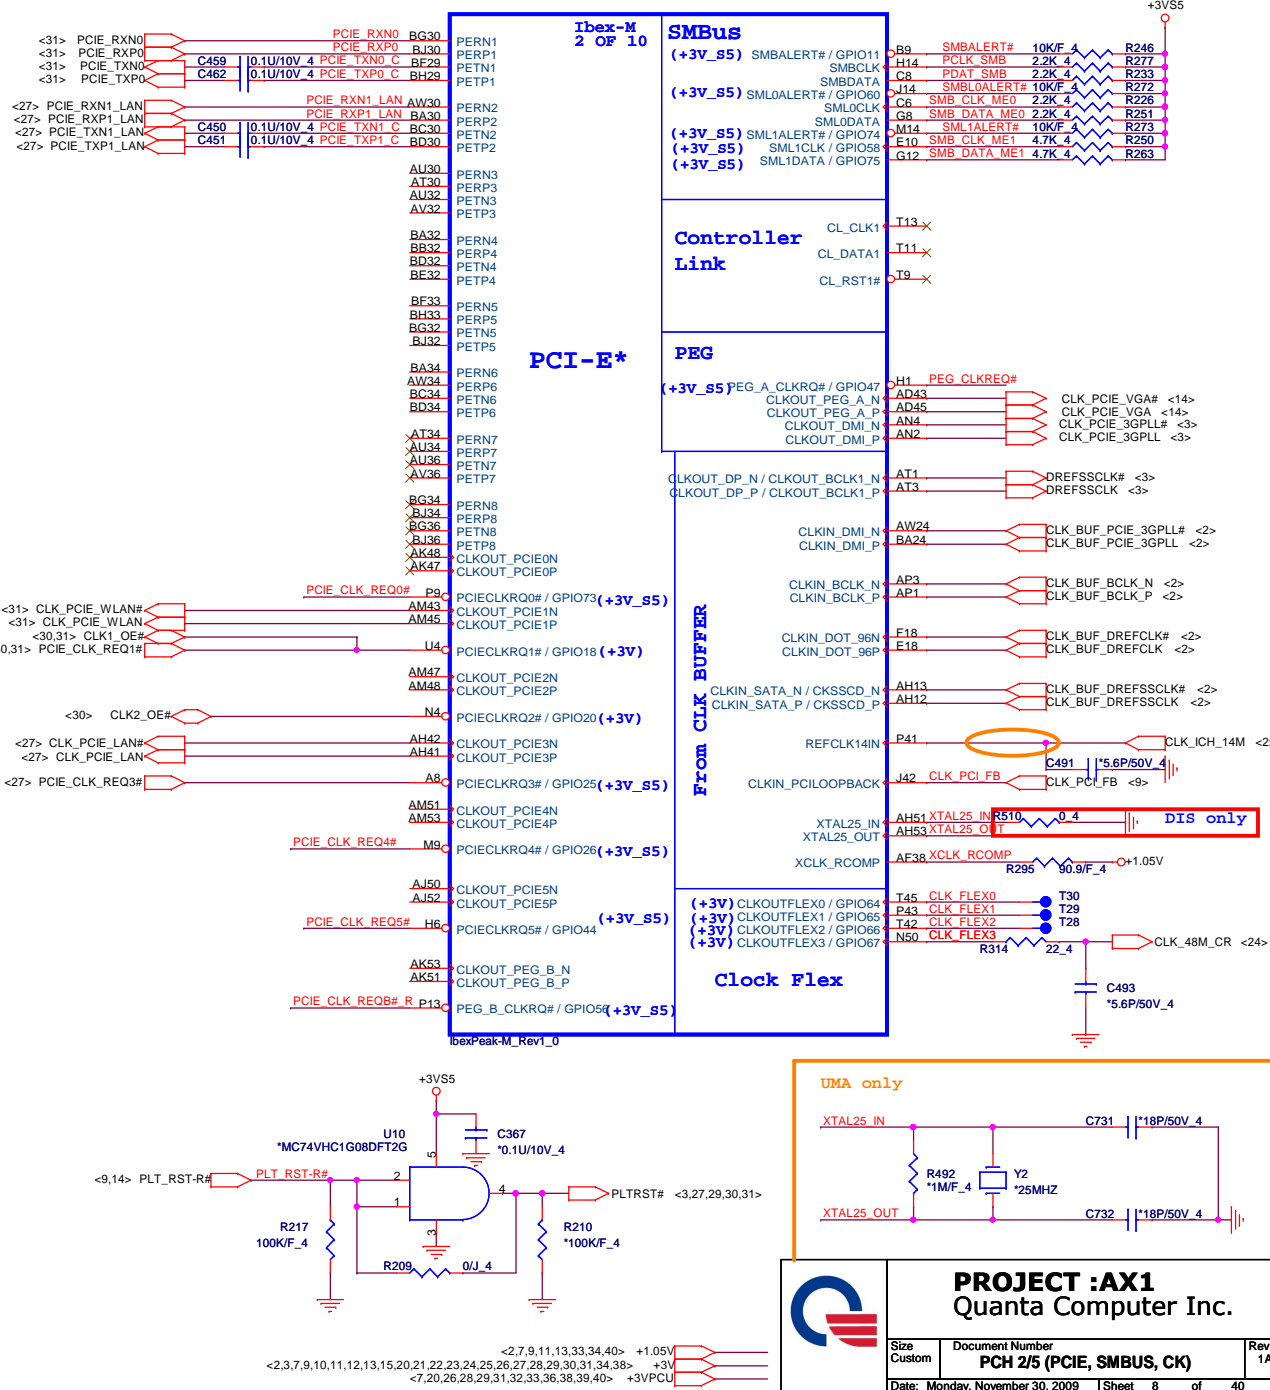 +3VS5
Ibex-M
2 OF 10
SMBus
PCI-E*
<31> PCIE_RXN0 PCIE_RXN0 BG30 PERN1
<31> PCIE_RXP0 PCIE_RXP0 BJ30 PERP1
<31> PCIE_TXN0 C459 0.1U/10V_4 PCIE_TXN0_C BF29 PETN1
<31> PCIE_TXP0 C462 0.1U/10V_4 PCIE_TXP0_C BH29 PETP1
<27> PCIE_RXN1_LAN PCIE_RXN1_LAN AW30 PERN2
<27> PCIE_RXP1_LAN PCIE_RXP1_LAN BA30 PERP2
<27> PCIE_TXN1_LAN C450 0.1U/10V_4 PCIE_TXN1_C BC30 PETN2
<27> PCIE_TXP1_LAN C451 0.1U/10V_4 PCIE_TXP1_C BD30 PETP2
AU30 PERN3
AT30 PERP3
AU32 PETN3
AV32 PETP3
BA32 PERN4
BB32 PERP4
BD32 PETN4
BE32 PETP4
BF33 PERN5
BH33 PERP5
BG32 PETN5
BJ32 PETP5
BA34 PERN6
AW34 PERP6
BC34 PETN6
BD34 PETP6
AT34 PERN7
AU34 PERP7
AU36 PETN7
AV36 PETP7
BG34 PERN8
BJ34 PERP8
BG36 PETN8
BJ36 PETP8
AK48 CLKOUT_PCIE0N
AK47 CLKOUT_PCIE0P
PCIE_CLK_REQ0# P9 PCIECLKRQ0# / GPIO73 (+3V_S5)
<31> CLK_PCIE_WLAN# AM43 CLKOUT_PCIE1N
<31> CLK_PCIE_WLAN AM45 CLKOUT_PCIE1P
<30,31> CLK1_OE#
0,31> PCIE_CLK_REQ1# U4 PCIECLKRQ1# / GPIO18 (+3V)
AM47 CLKOUT_PCIE2N
AM48 CLKOUT_PCIE2P
<30> CLK2_OE# N4 PCIECLKRQ2# / GPIO20 (+3V)
<27> CLK_PCIE_LAN# AH42 CLKOUT_PCIE3N
<27> CLK_PCIE_LAN AH41 CLKOUT_PCIE3P
<27> PCIE_CLK_REQ3# A8 PCIECLKRQ3# / GPIO25 (+3V_S5)
AM51 CLKOUT_PCIE4N
AM53 CLKOUT_PCIE4P
PCIE_CLK_REQ4# M9 PCIECLKRQ4# / GPIO26 (+3V_S5)
AJ50 CLKOUT_PCIE5N
AJ52 CLKOUT_PCIE5P
PCIE_CLK_REQ5# H6 PCIECLKRQ5# / GPIO44 (+3V_S5)
AK53 CLKOUT_PEG_B_N
AK51 CLKOUT_PEG_B_P
PCIE_CLK_REQB#_R P13 PEG_B_CLKRQ# / GPIO56 (+3V_S5)
IbexPeak-M_Rev1_0
(+3V_S5) SMBALERT# / GPIO11 B9 SMBALERT# 10K/F_4 R246
SMBCLK H14 PCLK_SMB 2.2K_4 R277
SMBDATA C8 PDAT_SMB 2.2K_4 R233
(+3V_S5) SML0ALERT# / GPIO60 J14 SMBL0ALERT# 10K/F_4 R272
SML0CLK C6 SMB_CLK_ME0 2.2K_4 R226
SML0DATA G8 SMB_DATA_ME0 2.2K_4 R251
(+3V_S5) SML1ALERT# / GPIO74 M14 SML1ALERT# 10K/F_4 R273
(+3V_S5) SML1CLK / GPIO58 E10 SMB_CLK_ME1 4.7K_4 R250
(+3V_S5) SML1DATA / GPIO75 G12 SMB_DATA_ME1 4.7K_4 R263
Controller
Link
CL_CLK1 T13
CL_DATA1 T11
CL_RST1# T9
PEG
(+3V_S5) PEG_A_CLKRQ# / GPIO47 H1 PEG_CLKREQ#
CLKOUT_PEG_A_N AD43 CLK_PCIE_VGA# <14>
CLKOUT_PEG_A_P AD45 CLK_PCIE_VGA <14>
CLKOUT_DMI_N AN4 CLK_PCIE_3GPLL# <3>
CLKOUT_DMI_P AN2 CLK_PCIE_3GPLL <3>
From CLK BUFFER
CLKOUT_DP_N / CLKOUT_BCLK1_N AT1 DREFSSCLK# <3>
CLKOUT_DP_P / CLKOUT_BCLK1_P AT3 DREFSSCLK <3>
CLKIN_DMI_N AW24 CLK_BUF_PCIE_3GPLL# <2>
CLKIN_DMI_P BA24 CLK_BUF_PCIE_3GPLL <2>
CLKIN_BCLK_N AP3 CLK_BUF_BCLK_N <2>
CLKIN_BCLK_P AP1 CLK_BUF_BCLK_P <2>
CLKIN_DOT_96N F18 CLK_BUF_DREFCLK# <2>
CLKIN_DOT_96P E18 CLK_BUF_DREFCLK <2>
CLKIN_SATA_N / CKSSCD_N AH13 CLK_BUF_DREFSSCLK# <2>
CLKIN_SATA_P / CKSSCD_P AH12 CLK_BUF_DREFSSCLK <2>
REFCLK14IN P41 CLK_ICH_14M <2
C491 *5.6P/50V_4
CLKIN_PCILOOPBACK J42 CLK_PCI_FB CLK_PCI_FB <9>
XTAL25_IN AH51 XTAL25_IN R510 0_4 DIS only
XTAL25_OUT AH53 XTAL25_OUT
XCLK_RCOMP AF38 XCLK_RCOMP R295 90.9/F_4 +1.05V
(+3V) CLKOUTFLEX0 / GPIO64 T45 CLK_FLEX0 T30
(+3V) CLKOUTFLEX1 / GPIO65 P43 CLK_FLEX1 T29
(+3V) CLKOUTFLEX2 / GPIO66 T42 CLK_FLEX2 T28
(+3V) CLKOUTFLEX3 / GPIO67 N50 CLK_FLEX3 R314 22_4 CLK_48M_CR <24>
C493
*5.6P/50V_4
Clock Flex
+3VS5
U10
*MC74VHC1G08DFT2G
C367
*0.1U/10V_4
<9,14> PLT_RST-R# PLT_RST-R# 2 1 5 3 4 PLTRST# <3,27,29,30,31>
R217
100K/F_4
R210
*100K/F_4
R209 0/J_4
UMA only
XTAL25_IN C731 *18P/50V_4
R492
*1M/F_4
Y2
*25MHZ
XTAL25_OUT C732 *18P/50V_4
<2,7,9,11,13,33,34,40> +1.05V
<2,3,7,9,10,11,12,13,15,20,21,22,23,24,25,26,27,28,29,30,31,34,38> +3V
<7,20,26,28,29,31,32,33,36,38,39,40> +3VPCU
PROJECT :AX1
Quanta Computer Inc.
Size
Custom
Document Number
PCH 2/5 (PCIE, SMBUS, CK)
Rev
1A
Date: Monday, November 30, 2009 Sheet 8 of 40